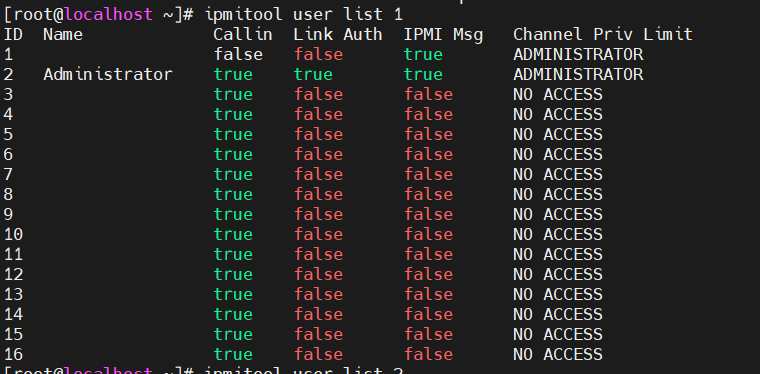 [root@localhost ~]# ipmitool user list 1
ID  Name             Callin  Link Auth  IPMI Msg   Channel Priv Limit
1                    false   false      true       ADMINISTRATOR
2   Administrator    true    true       true       ADMINISTRATOR
3                    true    false      false      NO ACCESS
4                    true    false      false      NO ACCESS
5                    true    false      false      NO ACCESS
6                    true    false      false      NO ACCESS
7                    true    false      false      NO ACCESS
8                    true    false      false      NO ACCESS
9                    true    false      false      NO ACCESS
10                   true    false      false      NO ACCESS
11                   true    false      false      NO ACCESS
12                   true    false      false      NO ACCESS
13                   true    false      false      NO ACCESS
14                   true    false      false      NO ACCESS
15                   true    false      false      NO ACCESS
16                   true    false      false      NO ACCESS
[root@localhost ~]# ipmitool user list 2